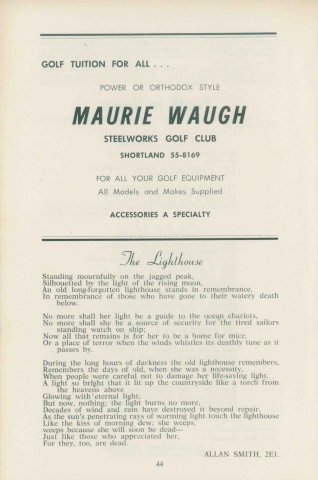 GOLF TUITION FOR ALL . . .
POWER OR ORTHODOX STYLE
MAURIE WAUGH
STEELWORKS GOLF CLUB
SHORTLAND 55-8169
FOR ALL YOUR GOLF EQUIPMENT
All Models and Makes Supplied
ACCESSORIES A SPECIALTY
The Lighthouse
Standing mournfully on the jagged peak,
Silhouetted by the light of the rising moon,
An old long-forgotten lighthouse stands in remembrance,
In remembrance of those who have gone to their watery death
below.
No more shall her light be a guide to the ocean chariots,
No more shall she be a source of security for the tired sailors
standing watch on ship;
Now all that remains is for her to be a home for mice,
Or a place of terror when the winds whistles its deathly tune as it
passes by.
During the long hours of darkness the old lighthouse remembers,
Remembers the days of old, when she was a necessity,
When people were careful not to damage her life-saving light.
A light so bright that it lit up the countryside like a torch from
the heavens above
Glowing with eternal light;
But now, nothing; the light burns no more,
Decades of wind and rain have destroyed it beyond repair.
As the sun's penetrating rays of warming light touch the lighthouse
Like the kiss of morning dew; she weeps,
weeps because she will soon be dead—
Just like those who appreciated her,
For they, too, are dead.
ALLAN SMITH, 2E1.
44